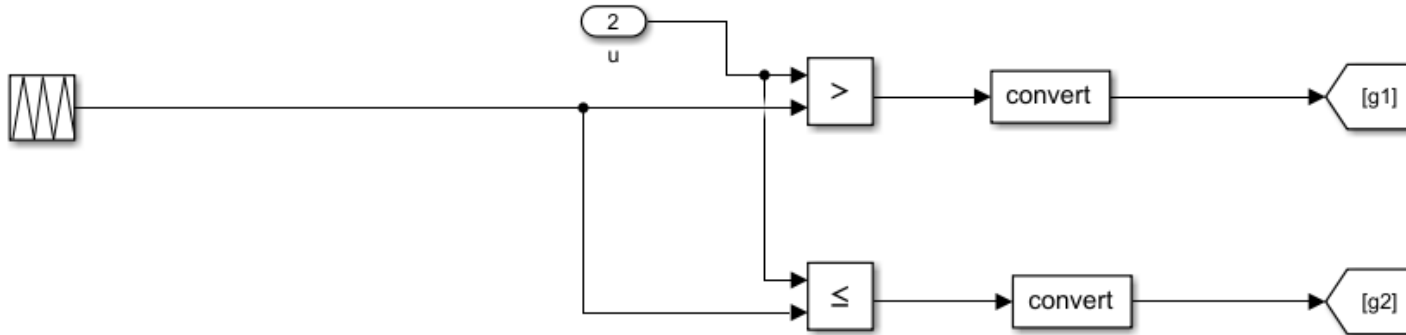 2
u
>
convert
[g1]
≤
convert
[g2]